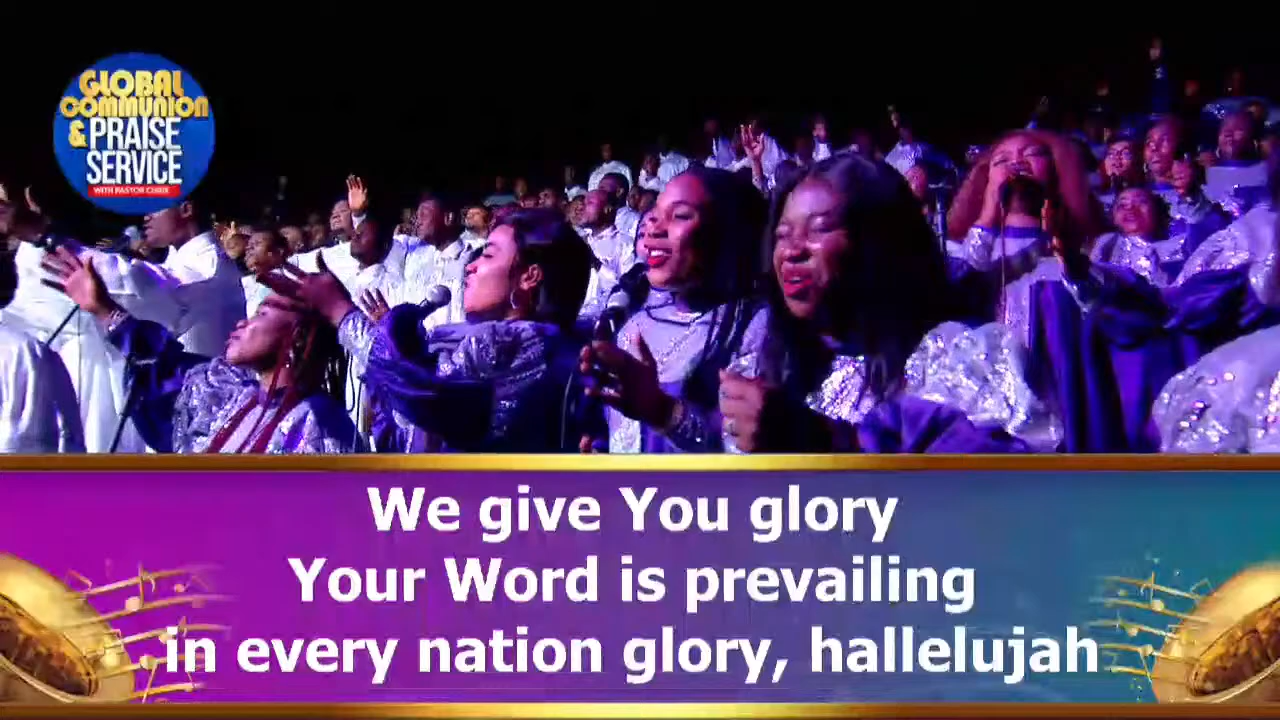 GLOBAL
COMMUNION
& PRAISE
SERVICE
WITH PASTOR CHRIS
We give You glory
Your Word is prevailing
in every nation glory, hallelujah